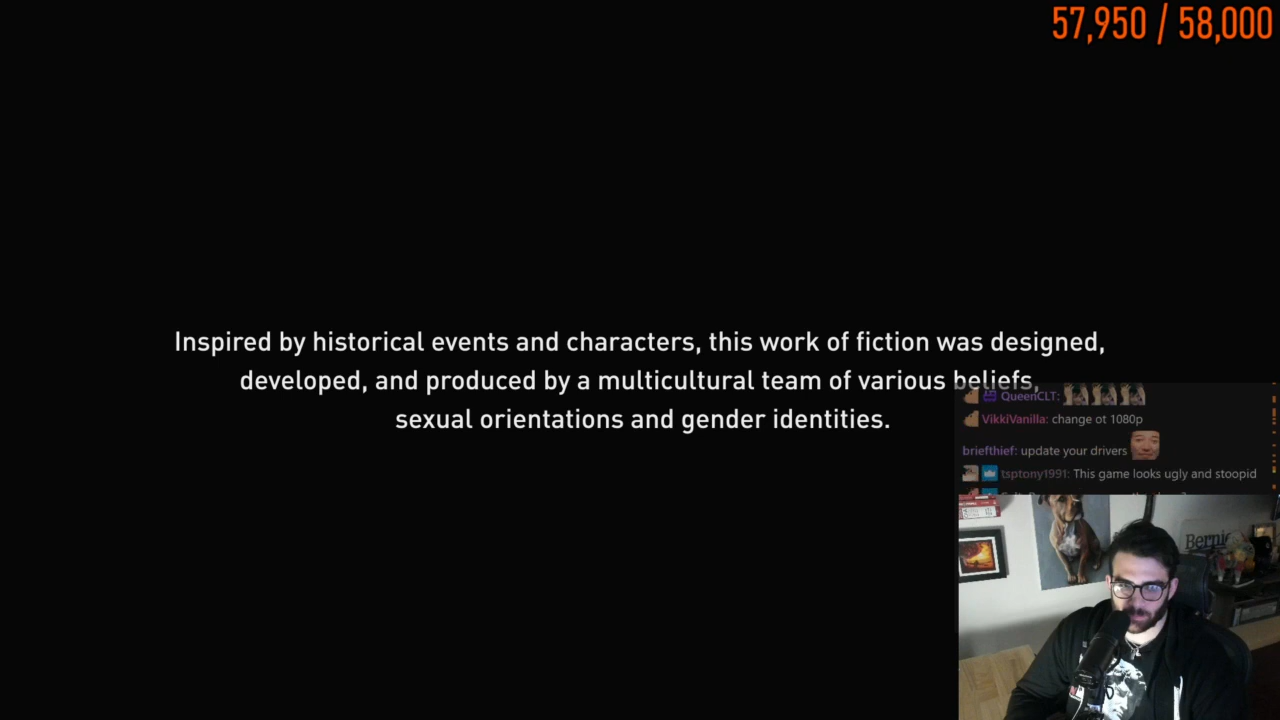 57,950 / 58,000
Inspired by historical events and characters, this work of fiction was designed,
developed, and produced by a multicultural team of various beliefs,
sexual orientations and gender identities.
QueenCLT:
VikkiVanilla: change ot 1080p
briefthief: update your drivers
tsptony1991: This game looks ugly and stoopid
Bernie